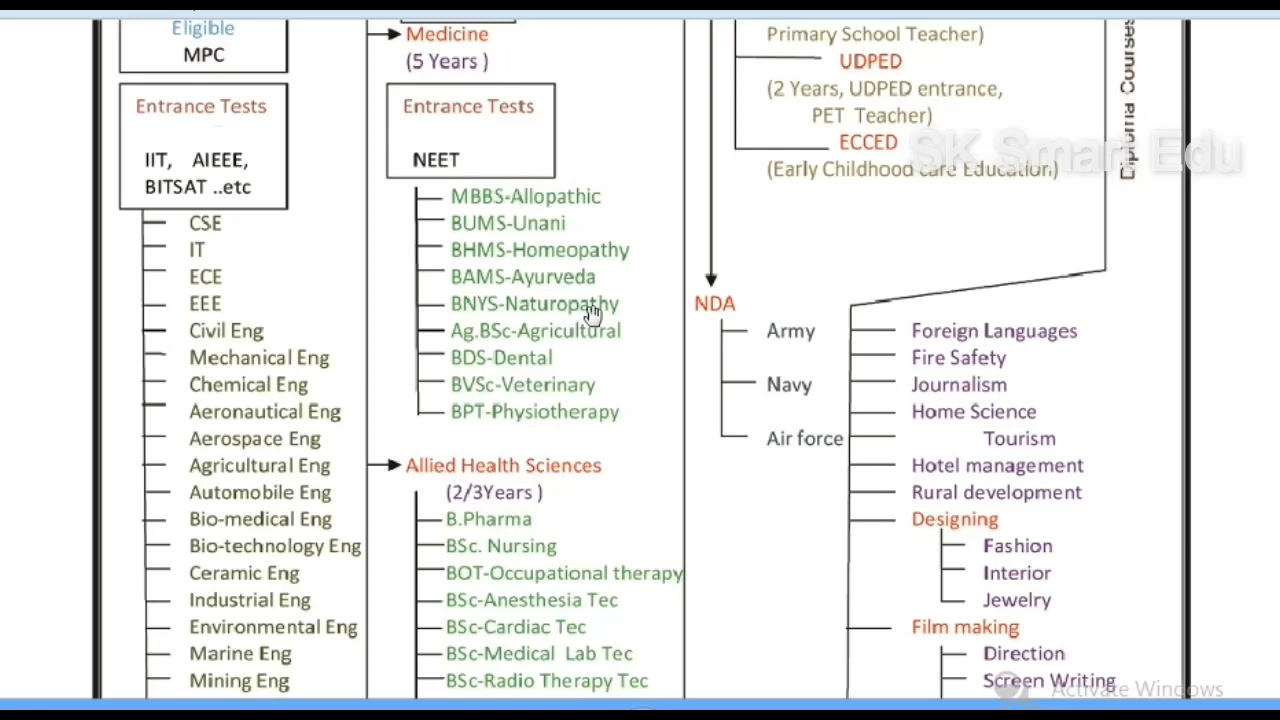 Eligible
MPC
Entrance Tests
IIT, AIEEE,
BITSAT ..etc
CSE
IT
ECE
EEE
Civil Eng
Mechanical Eng
Chemical Eng
Aeronautical Eng
Aerospace Eng
Agricultural Eng
Automobile Eng
Bio-medical Eng
Bio-technology Eng
Ceramic Eng
Industrial Eng
Environmental Eng
Marine Eng
Mining Eng
Medicine
(5 Years )
Entrance Tests
NEET
MBBS-Allopathic
BUMS-Unani
BHMS-Homeopathy
BAMS-Ayurveda
BNYS-Naturopathy
Ag.BSc-Agricultural
BDS-Dental
BVSc-Veterinary
BPT-Physiotherapy
Allied Health Sciences
(2/3Years )
B.Pharma
BSc. Nursing
BOT-Occupational therapy
BSc-Anesthesia Tec
BSc-Cardiac Tec
BSc-Medical Lab Tec
BSc-Radio Therapy Tec
Primary School Teacher)
UDPED
(2 Years, UDPED entrance,
PET Teacher)
ECCED
(Early Childhood care Education)
NDA
Army
Navy
Air force
Diploma Courses
SK Smart Edu
Foreign Languages
Fire Safety
Journalism
Home Science
Tourism
Hotel management
Rural development
Designing
Fashion
Interior
Jewelry
Film making
Direction
Screen Writing
Activate Windows